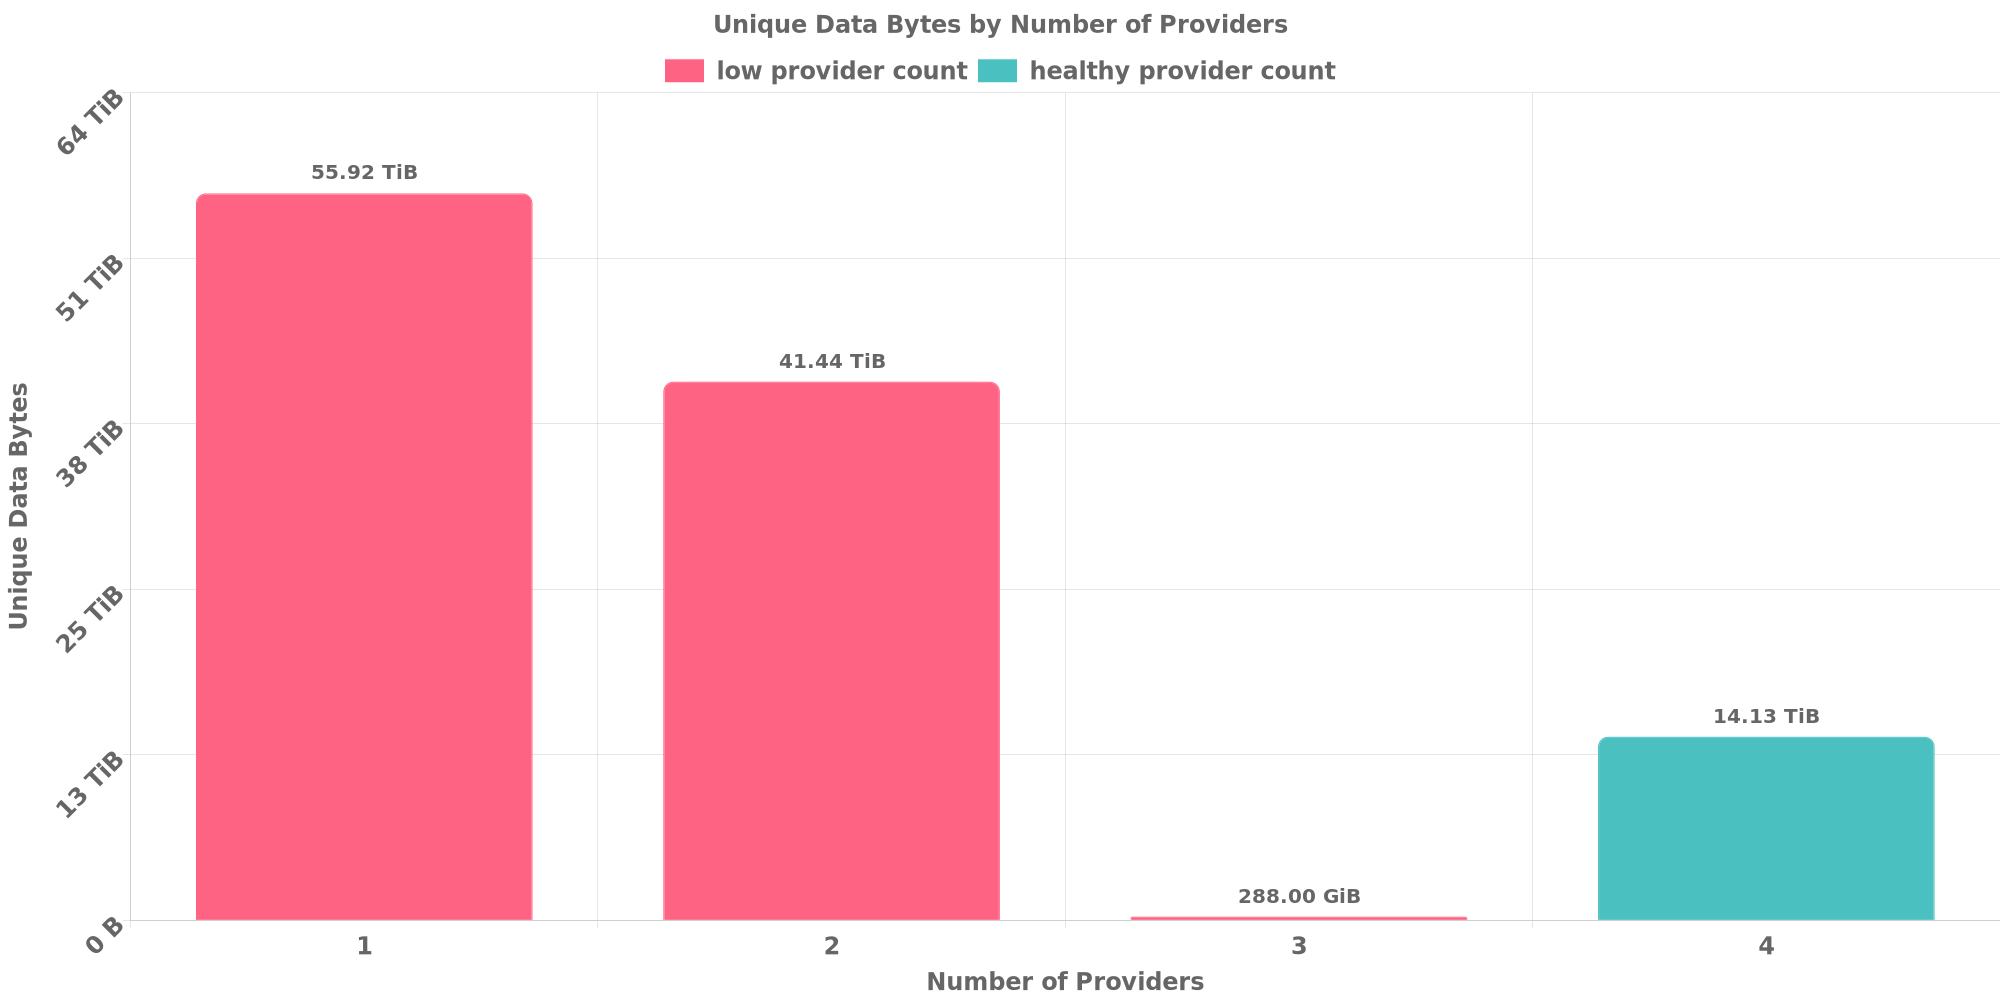 Unique Data Bytes by Number of Providers
low provider count healthy provider count
64 TiB
51 TiB
38 TiB
25 TiB
13 TiB
0 B
Unique Data Bytes
55.92 TiB
41.44 TiB
288.00 GiB
14.13 TiB
1 2 3 4
Number of Providers